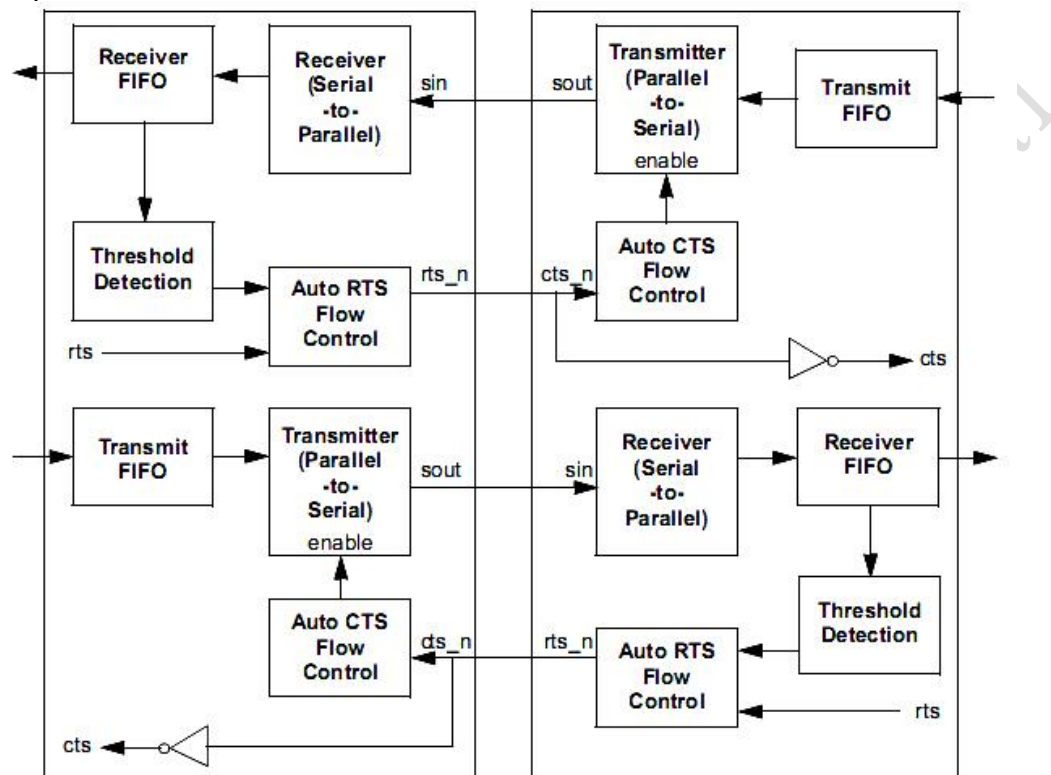 Receiver
FIFO
Receiver
(Serial
-to-
Parallel)
sin
sout
Transmitter
(Parallel
-to-
Serial)
enable
Transmit
FIFO
Threshold
Detection
Auto RTS
Flow
Control
rts_n
cts_n
Auto CTS
Flow
Control
rts
cts
Transmit
FIFO
Transmitter
(Parallel
-to-
Serial)
enable
sout
sin
Receiver
(Serial
-to-
Parallel)
Receiver
FIFO
Auto CTS
Flow
Control
cts_n
rts_n
Auto RTS
Flow
Control
Threshold
Detection
rts
cts